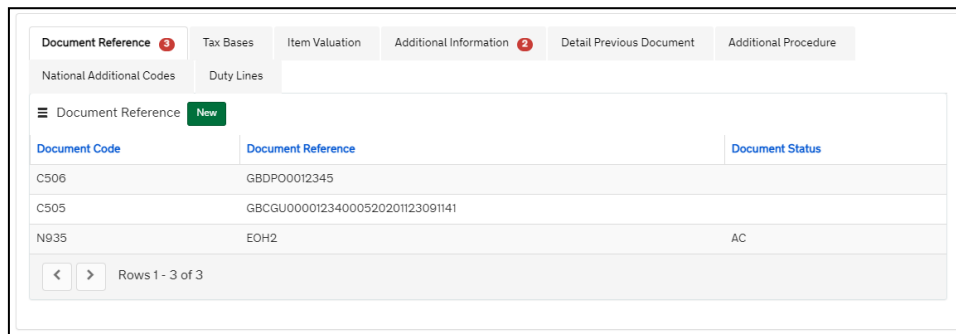 Document Reference 3 Tax Bases Item Valuation Additional Information 2 Detail Previous Document Additional Procedure
National Additional Codes Duty Lines
Document Reference New
Document Code Document Reference Document Status
C506 GBDPO0012345
C505 GBCGU00001234000520201123091141
N935 EOH2 AC
Rows 1 - 3 of 3